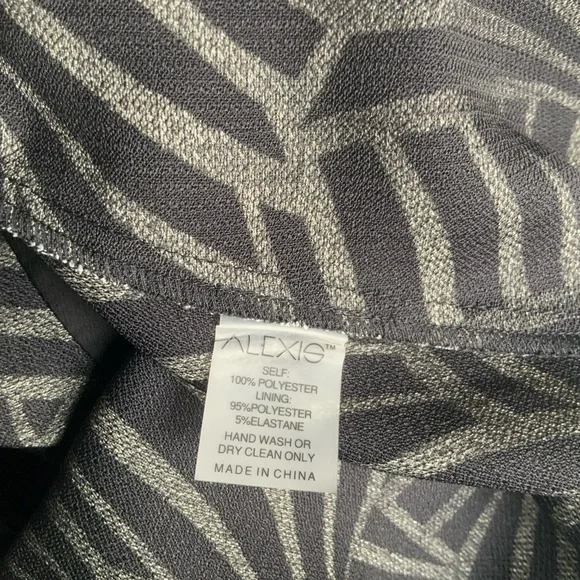 ALEXIS™
SELF:
100% POLYESTER
LINING:
95%POLYESTER
5%ELASTANE
HAND WASH OR
DRY CLEAN ONLY
MADE IN CHINA